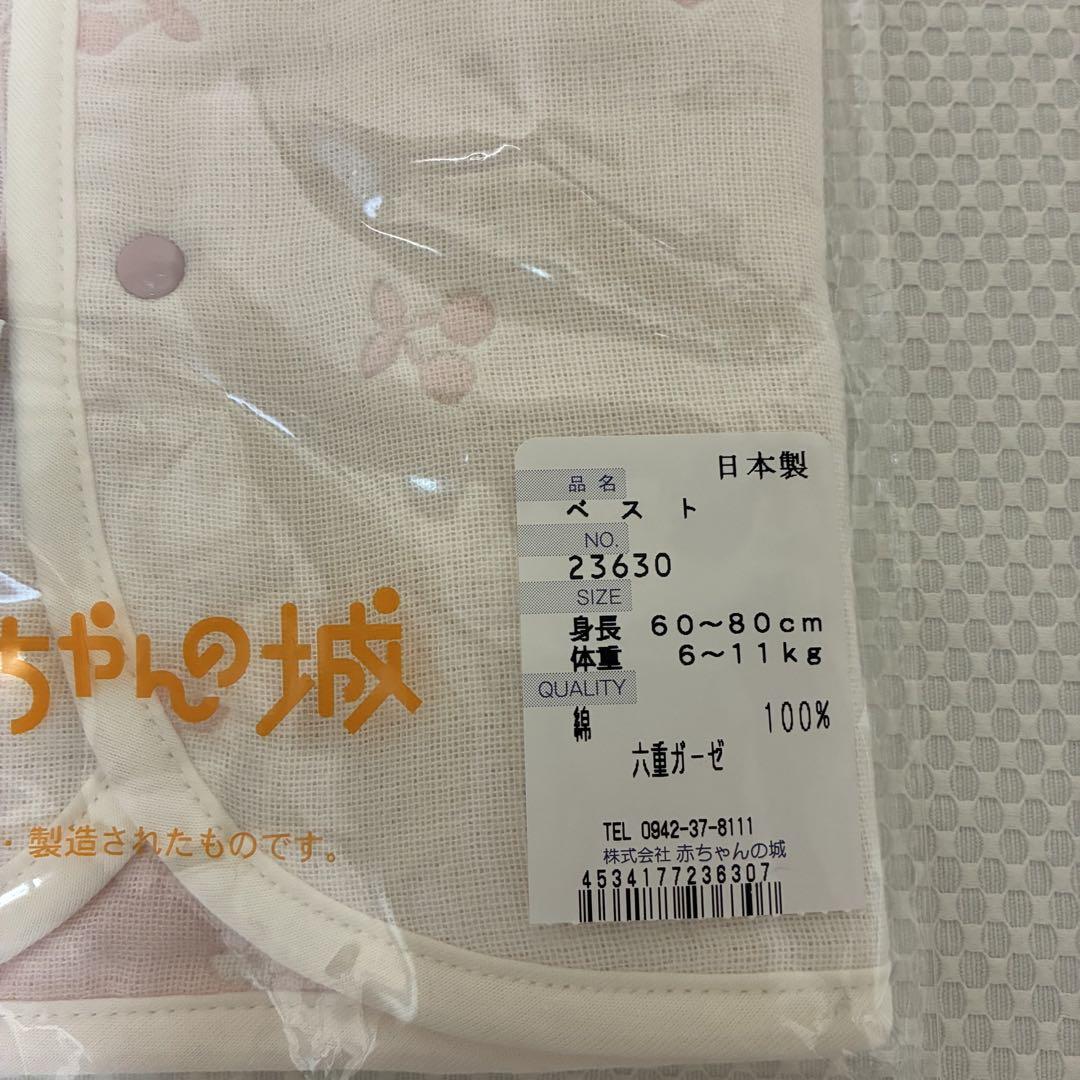 日本製
品名
ベスト
NO.
23630
SIZE
身長 60～80cm
体重 6～11kg
QUALITY
綿 100%
六重ガーゼ
TEL 0942-37-8111
株式会社 赤ちゃんの城
4534177236307
ちゃんの城
・製造されたものです。